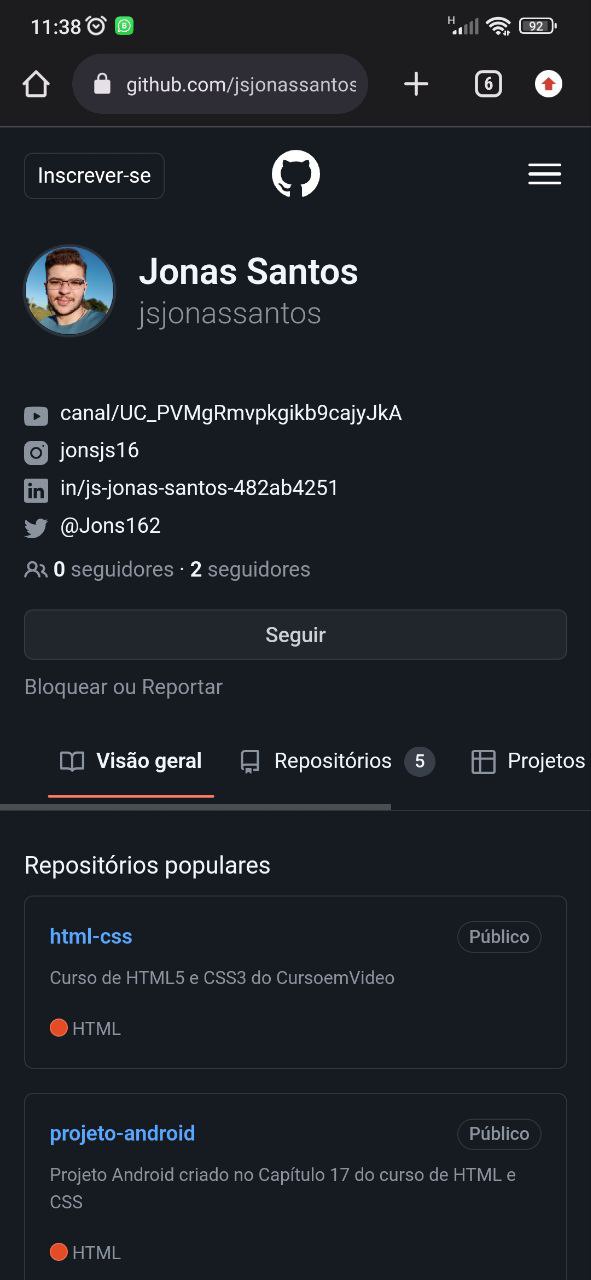 11:38
H
92
github.com/jsjonassantos
6
Inscrever-se
Jonas Santos
jsjonassantos
canal/UC_PVMgRmvpkgikb9cajyJkA
jonsjs16
in/js-jonas-santos-482ab4251
@Jons162
0 seguidores · 2 seguidores
Seguir
Bloquear ou Reportar
Visão geral
Repositórios 5
Projetos
Repositórios populares
html-css
Público
Curso de HTML5 e CSS3 do CursoemVideo
HTML
projeto-android
Público
Projeto Android criado no Capítulo 17 do curso de HTML e
CSS
HTML